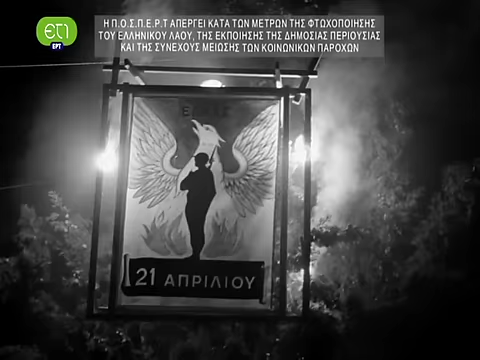 Η Π.Ο.Σ.Π.Ε.Ρ.Τ ΑΠΕΡΓΕΙ ΚΑΤΑ ΤΩΝ ΜΕΤΡΩΝ ΤΗΣ ΦΤΩΧΟΠΟΙΗΣΗΣ
ΤΟΥ ΕΛΛΗΝΙΚΟΥ ΛΑΟΥ, ΤΗΣ ΕΚΠΟΙΗΣΗΣ ΤΗΣ ΔΗΜΟΣΙΑΣ ΠΕΡΙΟΥΣΙΑΣ
ΚΑΙ ΤΗΣ ΣΥΝΕΧΟΥΣ ΜΕΙΩΣΗΣ ΤΩΝ ΚΟΙΝΩΝΙΚΩΝ ΠΑΡΟΧΩΝ
ετ1
ΕΡΤ
21 ΑΠΡΙΛΙΟΥ